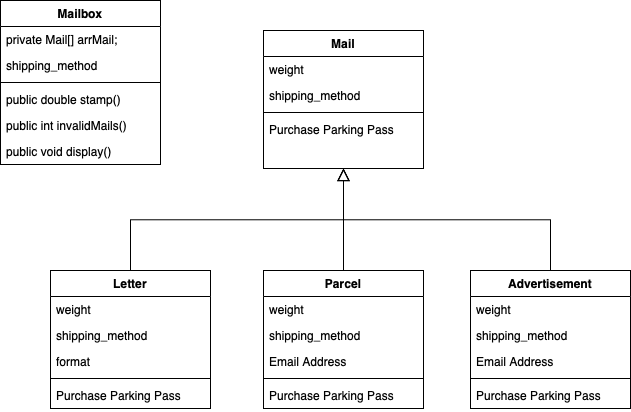 Mailbox
private Mail[] arrMail;
shipping_method
public double stamp()
public int invalidMails()
public void display()
Mail
weight
shipping_method
Purchase Parking Pass
Letter
weight
shipping_method
format
Purchase Parking Pass
Parcel
weight
shipping_method
Email Address
Purchase Parking Pass
Advertisement
weight
shipping_method
Email Address
Purchase Parking Pass